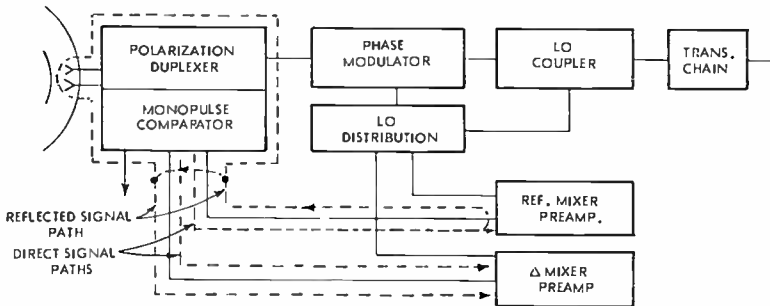 POLARIZATION
DUPLEXER
MONOPULSE
COMPARATOR
PHASE
MODULATOR
LO
COUPLER
TRANS.
CHAIN
LO
DISTRIBUTION
REF. MIXER
PREAMP.
REFLECTED SIGNAL
PATH
DIRECT SIGNAL
PATHS
Δ MIXER
PREAMP